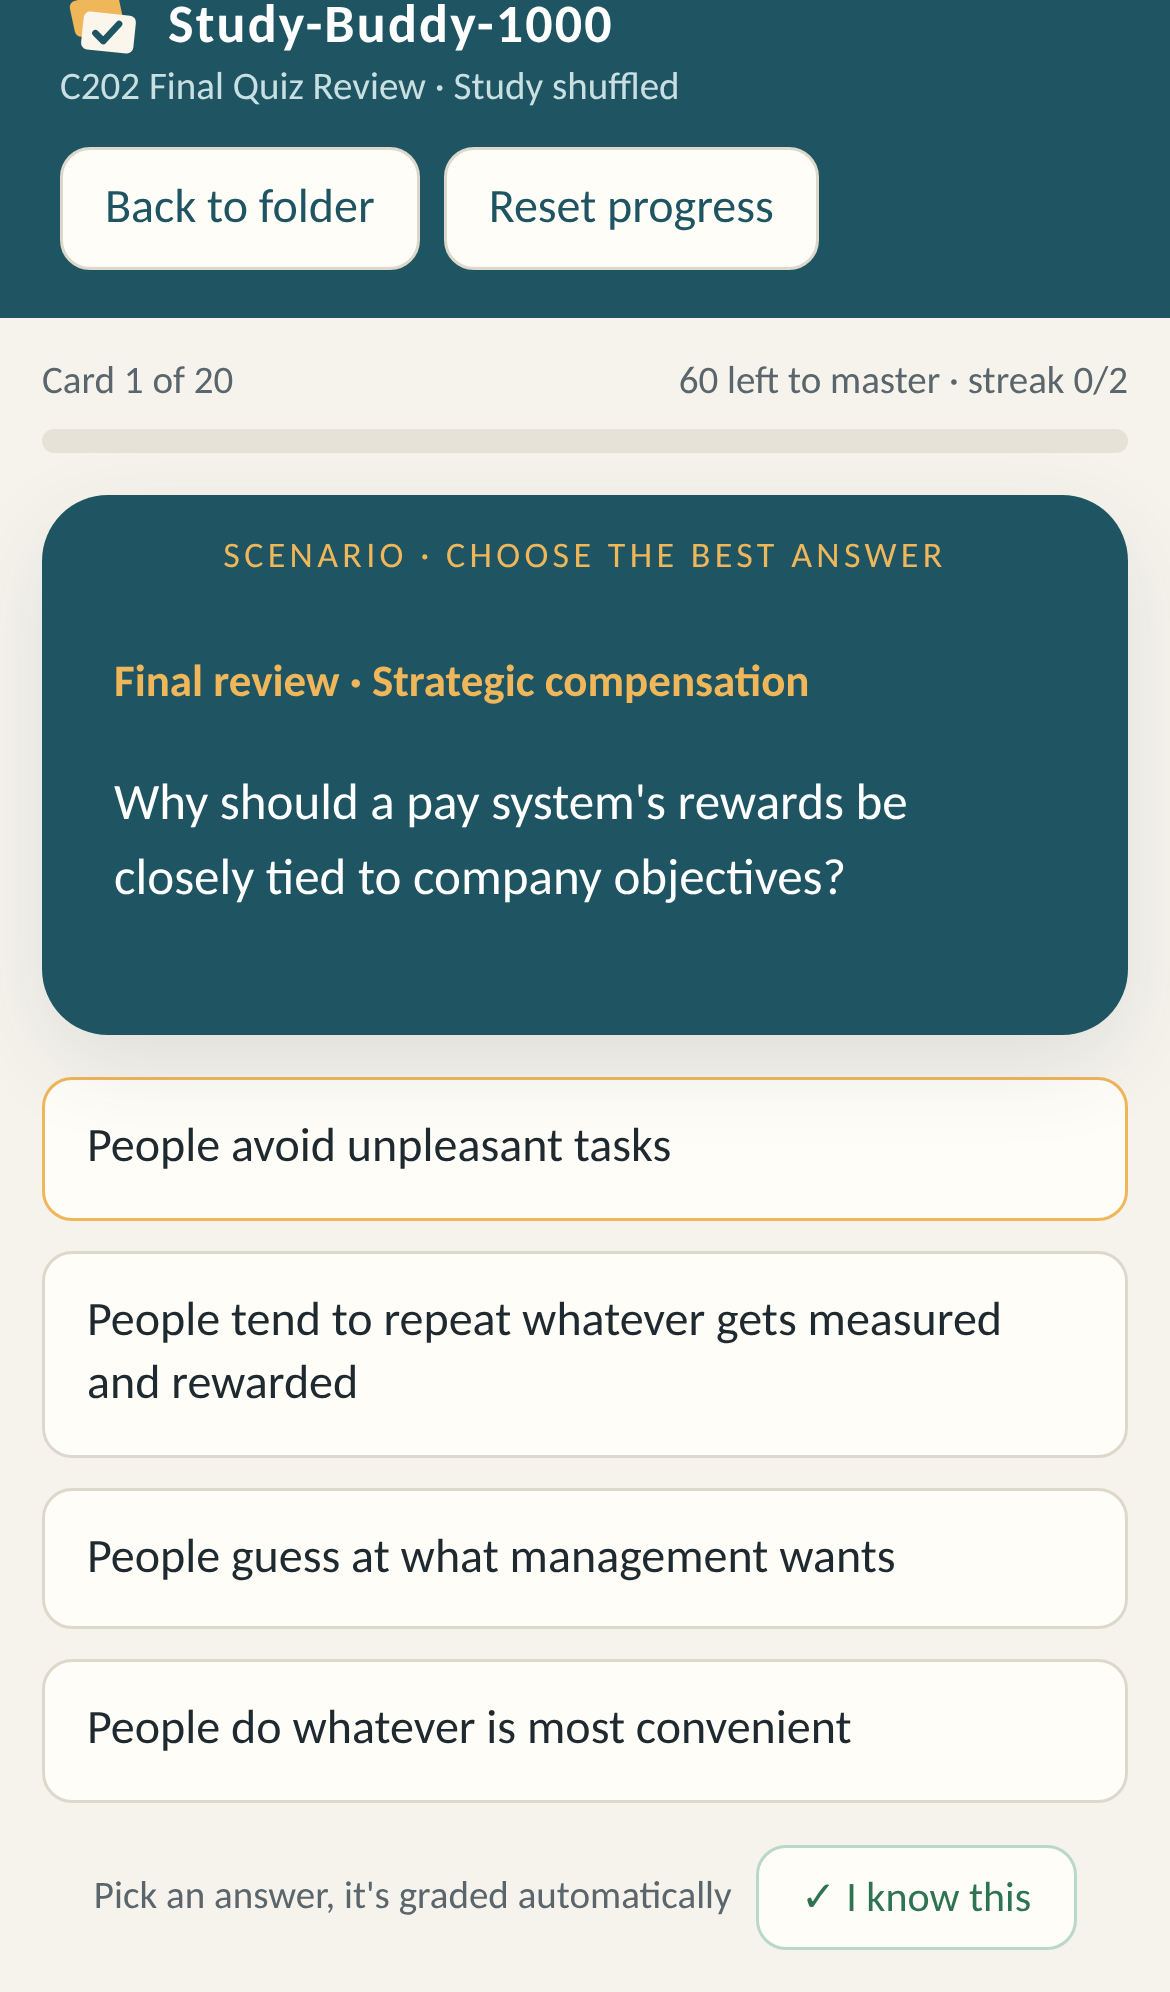 Study-Buddy-1000
C202 Final Quiz Review · Study shuffled
Back to folder
Reset progress
Card 1 of 20
60 left to master · streak 0/2
SCENARIO · CHOOSE THE BEST ANSWER
Final review · Strategic compensation
Why should a pay system's rewards be
closely tied to company objectives?
People avoid unpleasant tasks
People tend to repeat whatever gets measured
and rewarded
People guess at what management wants
People do whatever is most convenient
Pick an answer, it's graded automatically
✓ I know this